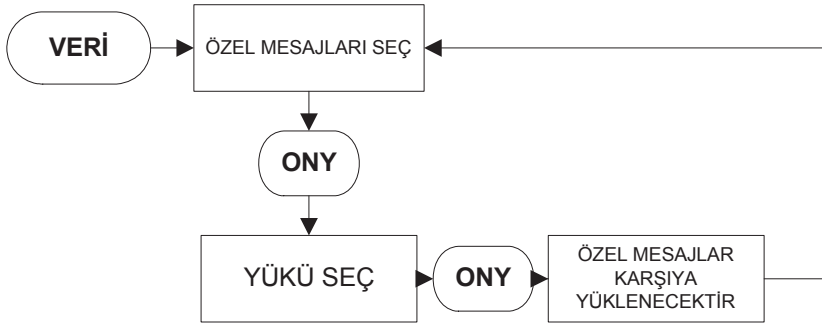 VERİ
ÖZEL MESAJLARI SEÇ
ONY
YÜKÜ SEÇ
ONY
ÖZEL MESAJLAR
KARŞIYA
YÜKLENECEKTİR